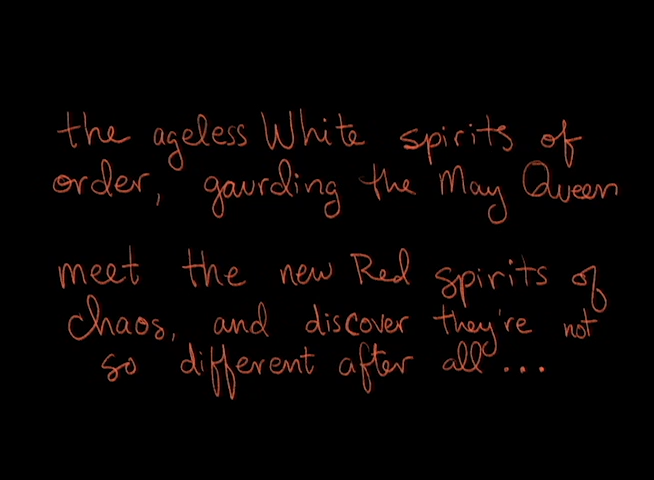 the ageless White spirits of
order, gaurding the May Queen
meet the new Red spirits of
chaos, and discover they're not
so different after all...